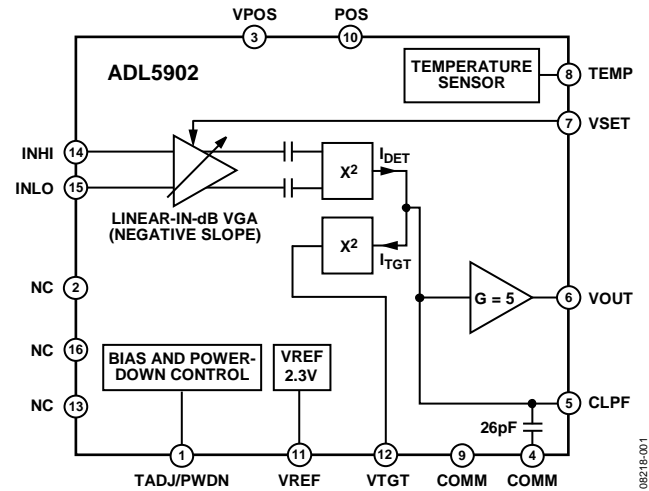 VPOS
POS
3
10
ADL5902
TEMPERATURE
SENSOR
8
TEMP
7
VSET
INHI
14
INLO
15
X2
IDET
LINEAR-IN-dB VGA
(NEGATIVE SLOPE)
X2
ITGT
NC
2
G = 5
6
VOUT
NC
16
BIAS AND POWER-
DOWN CONTROL
VREF
2.3V
NC
13
5
CLPF
26pF
1
11
12
9
4
TADJ/PWDN
VREF
VTGT
COMM
COMM
08218-001